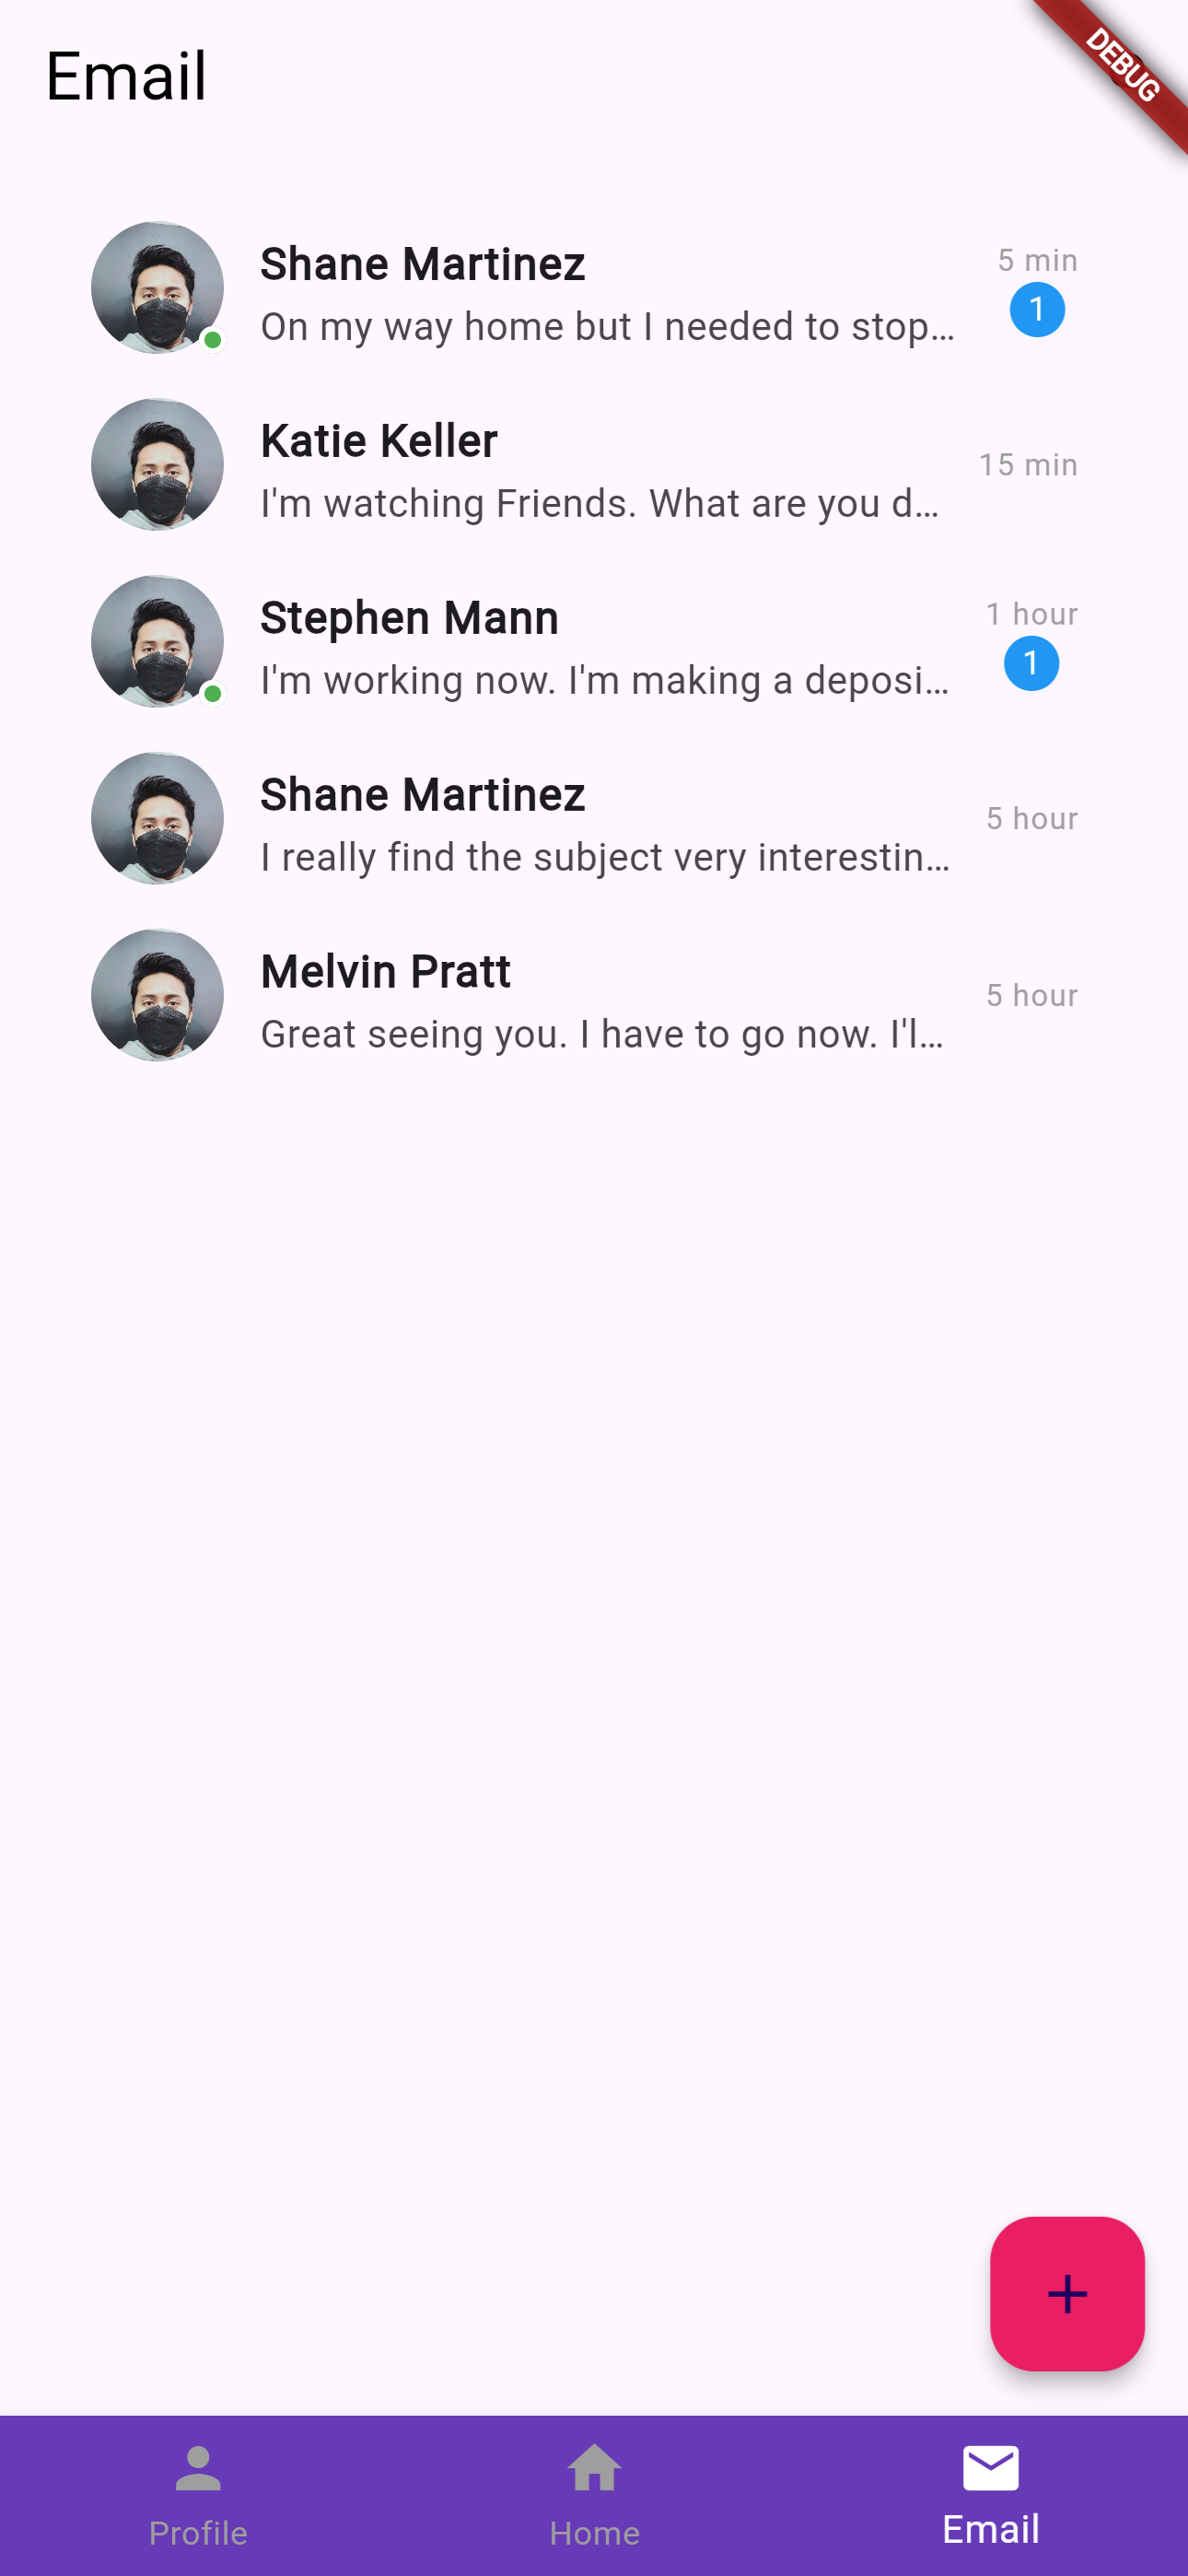 Email
DEBUG
Shane Martinez
5 min
On my way home but I needed to stop…
1
Katie Keller
15 min
I'm watching Friends. What are you d…
Stephen Mann
1 hour
I'm working now. I'm making a deposi…
1
Shane Martinez
5 hour
I really find the subject very interestin…
Melvin Pratt
5 hour
Great seeing you. I have to go now. I'l…
Profile
Home
Email